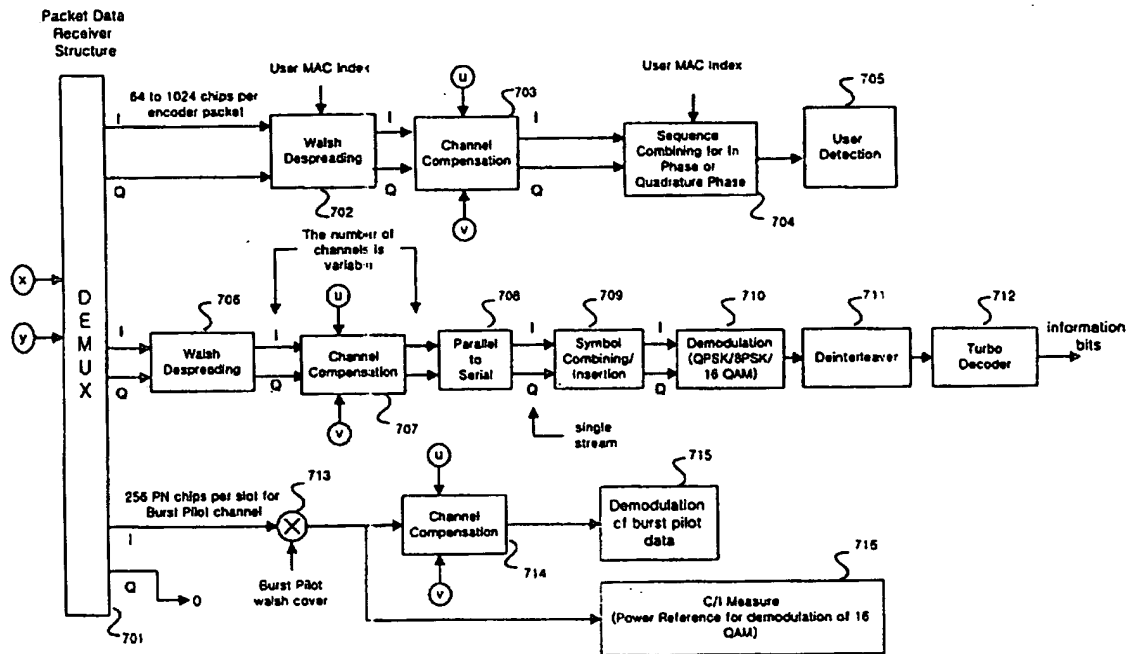 Packet Data
Receiver
Structure
User MAC Index
64 to 1024 chips per
encoder packet
I
Q
Walsh
Despreading
702
I
Q
u
703
Channel
Compensation
v
I
Q
User MAC Index
Sequence
Combining for In
Phase of
Quadrature Phase
704
705
User
Detection
The number of
channels is
variable
x
y
DEMUX
I
Q
706
Walsh
Despreading
I
Q
u
Channel
Compensation
v
707
708
Parallel
to
Serial
I
Q
single
stream
709
Symbol
Combining/
Insertion
I
Q
710
Demodulation
(QPSK/8PSK/
16 QAM)
711
Deinterleaver
712
Turbo
Decoder
information
bits
256 PN chips per slot for
Burst Pilot channel
I
713
Burst Pilot
walsh cover
u
Channel
Compensation
v
714
715
Demodulation
of burst pilot
data
Q
0
701
716
C/I Measure
(Power Reference for demodulation of 16
QAM)